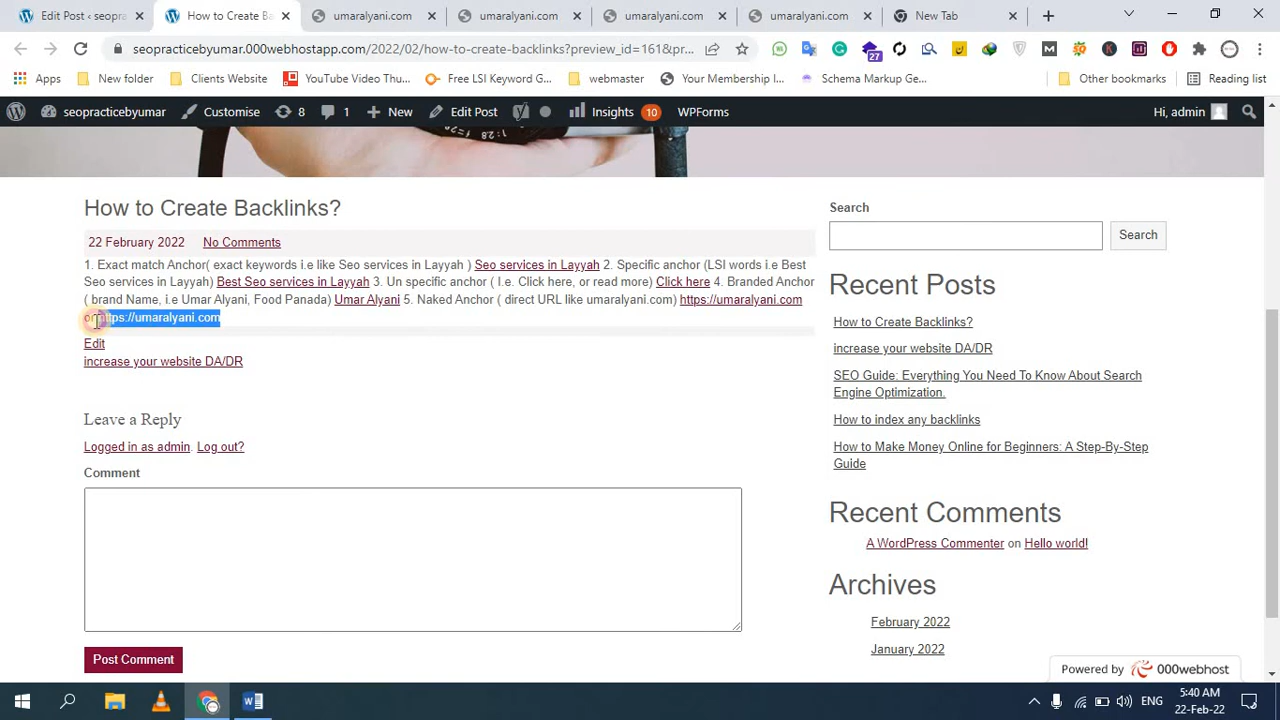 Edit Post ‹ seopra
How to Create Ba
umaralyani.com
umaralyani.com
umaralyani.com
umaralyani.com
New Tab
seopracticebyumar.000webhostapp.com/2022/02/how-to-create-backlinks?preview_id=161&pr...
27
Apps
New folder
Clients Website
YouTube Video Thu...
Free LSI Keyword G...
webmaster
Your Membership I...
Schema Markup Ge...
Other bookmarks
Reading list
seopracticebyumar
Customise
8
1
New
Edit Post
Insights 10
WPForms
Hi, admin
How to Create Backlinks?
22 February 2022 No Comments
1. Exact match Anchor( exact keywords i.e like Seo services in Layyah ) Seo services in Layyah 2. Specific anchor (LSI words i.e Best
Seo services in Layyah) Best Seo services in Layyah 3. Un specific anchor ( I.e. Click here, or read more) Click here 4. Branded Anchor
( brand Name, i.e Umar Alyani, Food Panada) Umar Alyani 5. Naked Anchor ( direct URL like umaralyani.com) https://umaralyani.com
or https://umaralyani.com
Edit
increase your website DA/DR
Leave a Reply
Logged in as admin. Log out?
Comment
Post Comment
Search
Search
Recent Posts
How to Create Backlinks?
increase your website DA/DR
SEO Guide: Everything You Need To Know About Search
Engine Optimization.
How to index any backlinks
How to Make Money Online for Beginners: A Step-By-Step
Guide
Recent Comments
A WordPress Commenter on Hello world!
Archives
February 2022
January 2022
Powered by 000webhost
ENG
5:40 AM
22-Feb-22